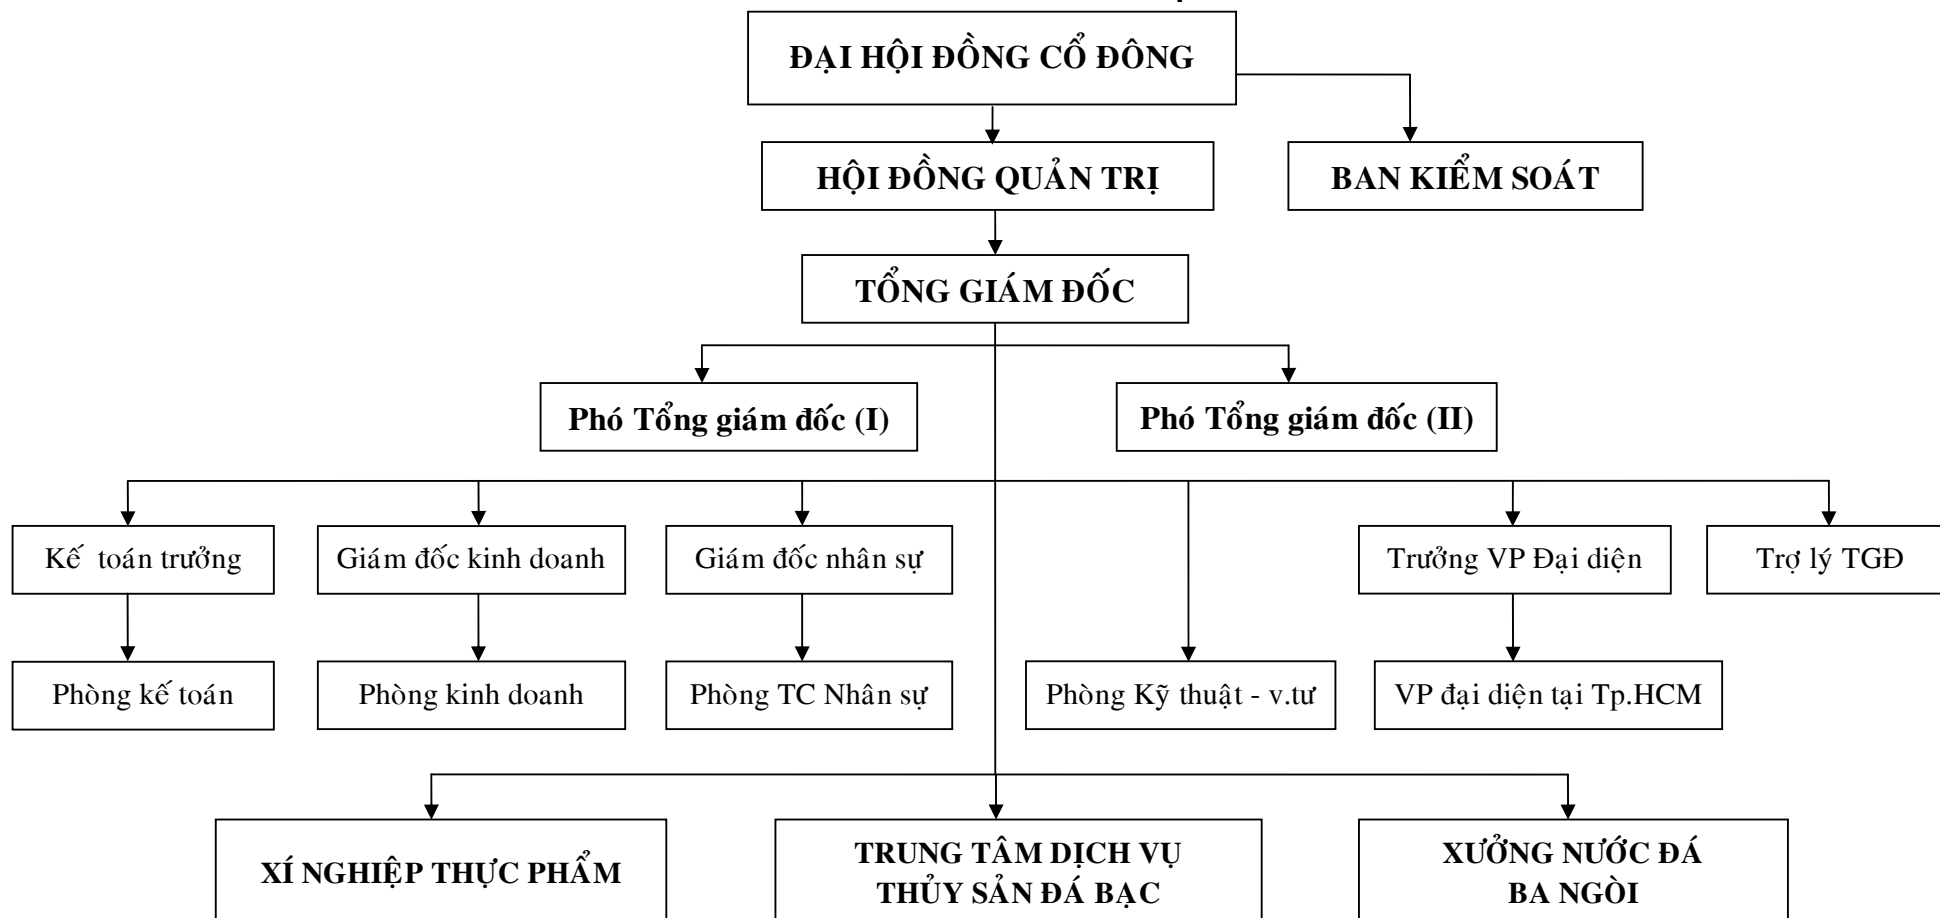 ĐẠI HỘI ĐỒNG CỔ ĐÔNG
HỘI ĐỒNG QUẢN TRỊ
BAN KIỂM SOÁT
TỔNG GIÁM ĐỐC
Phó Tổng giám đốc (I)
Phó Tổng giám đốc (II)
Kế toán trưởng
Giám đốc kinh doanh
Giám đốc nhân sự
Trưởng VP Đại diện
Trợ lý TGĐ
Phòng kế toán
Phòng kinh doanh
Phòng TC Nhân sự
Phòng Kỹ thuật - v.tư
VP đại diện tại Tp.HCM
XÍ NGHIỆP THỰC PHẨM
TRUNG TÂM DỊCH VỤ
THỦY SẢN ĐÁ BẠC
XƯỞNG NƯỚC ĐÁ
BA NGÒI